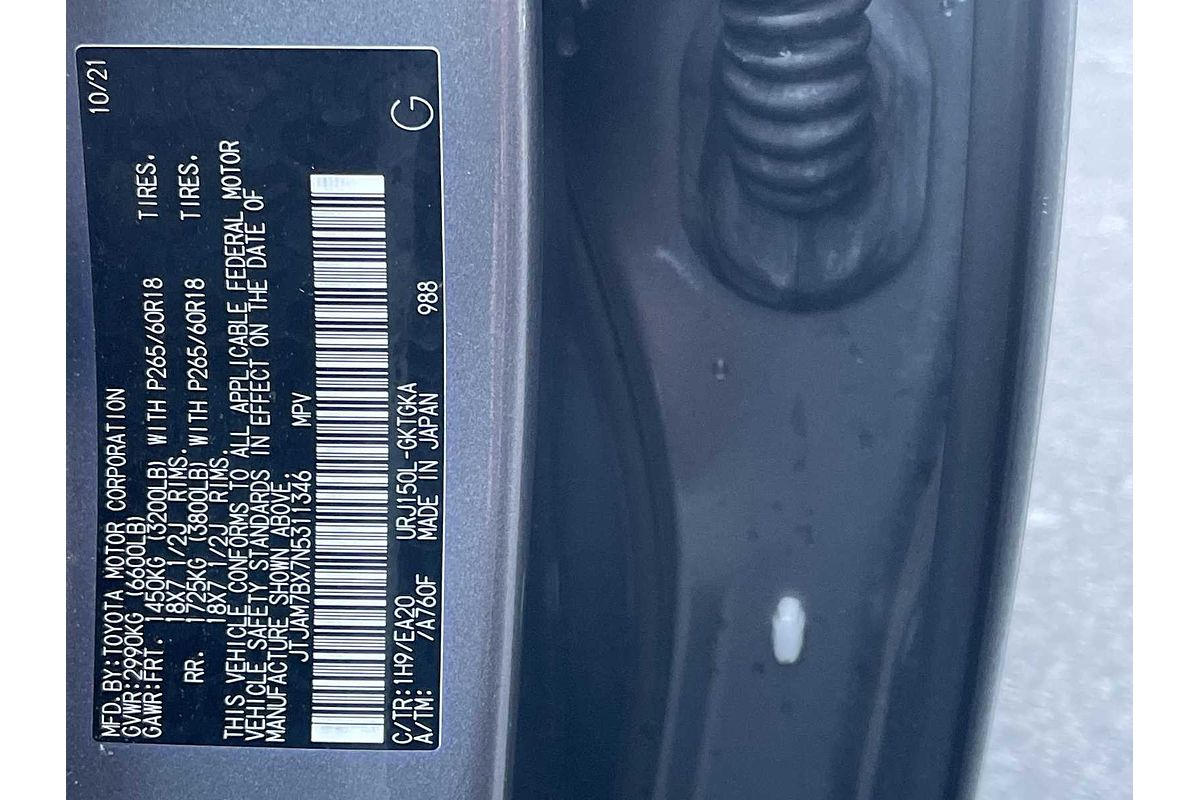 MFD.BY:TOYOTA MOTOR CORPORATION 10/21
GVWR:2990KG (6600LB)
GAWR:FRT. 1450KG (3200LB) WITH P265/60R18 TIRES.
18X7 1/2J RIMS.
RR. 1725KG (3800LB) WITH P265/60R18 TIRES.
18X7 1/2J RIMS.
THIS VEHICLE CONFORMS TO ALL APPLICABLE FEDERAL MOTOR
VEHICLE SAFETY STANDARDS IN EFFECT ON THE DATE OF
MANUFACTURE SHOWN ABOVE.
JTJAM7BX7N5311346 MPV
C/TR:1H9/EA20 URJ150L-GKTGKA G
A/TM: /A760F MADE IN JAPAN 988